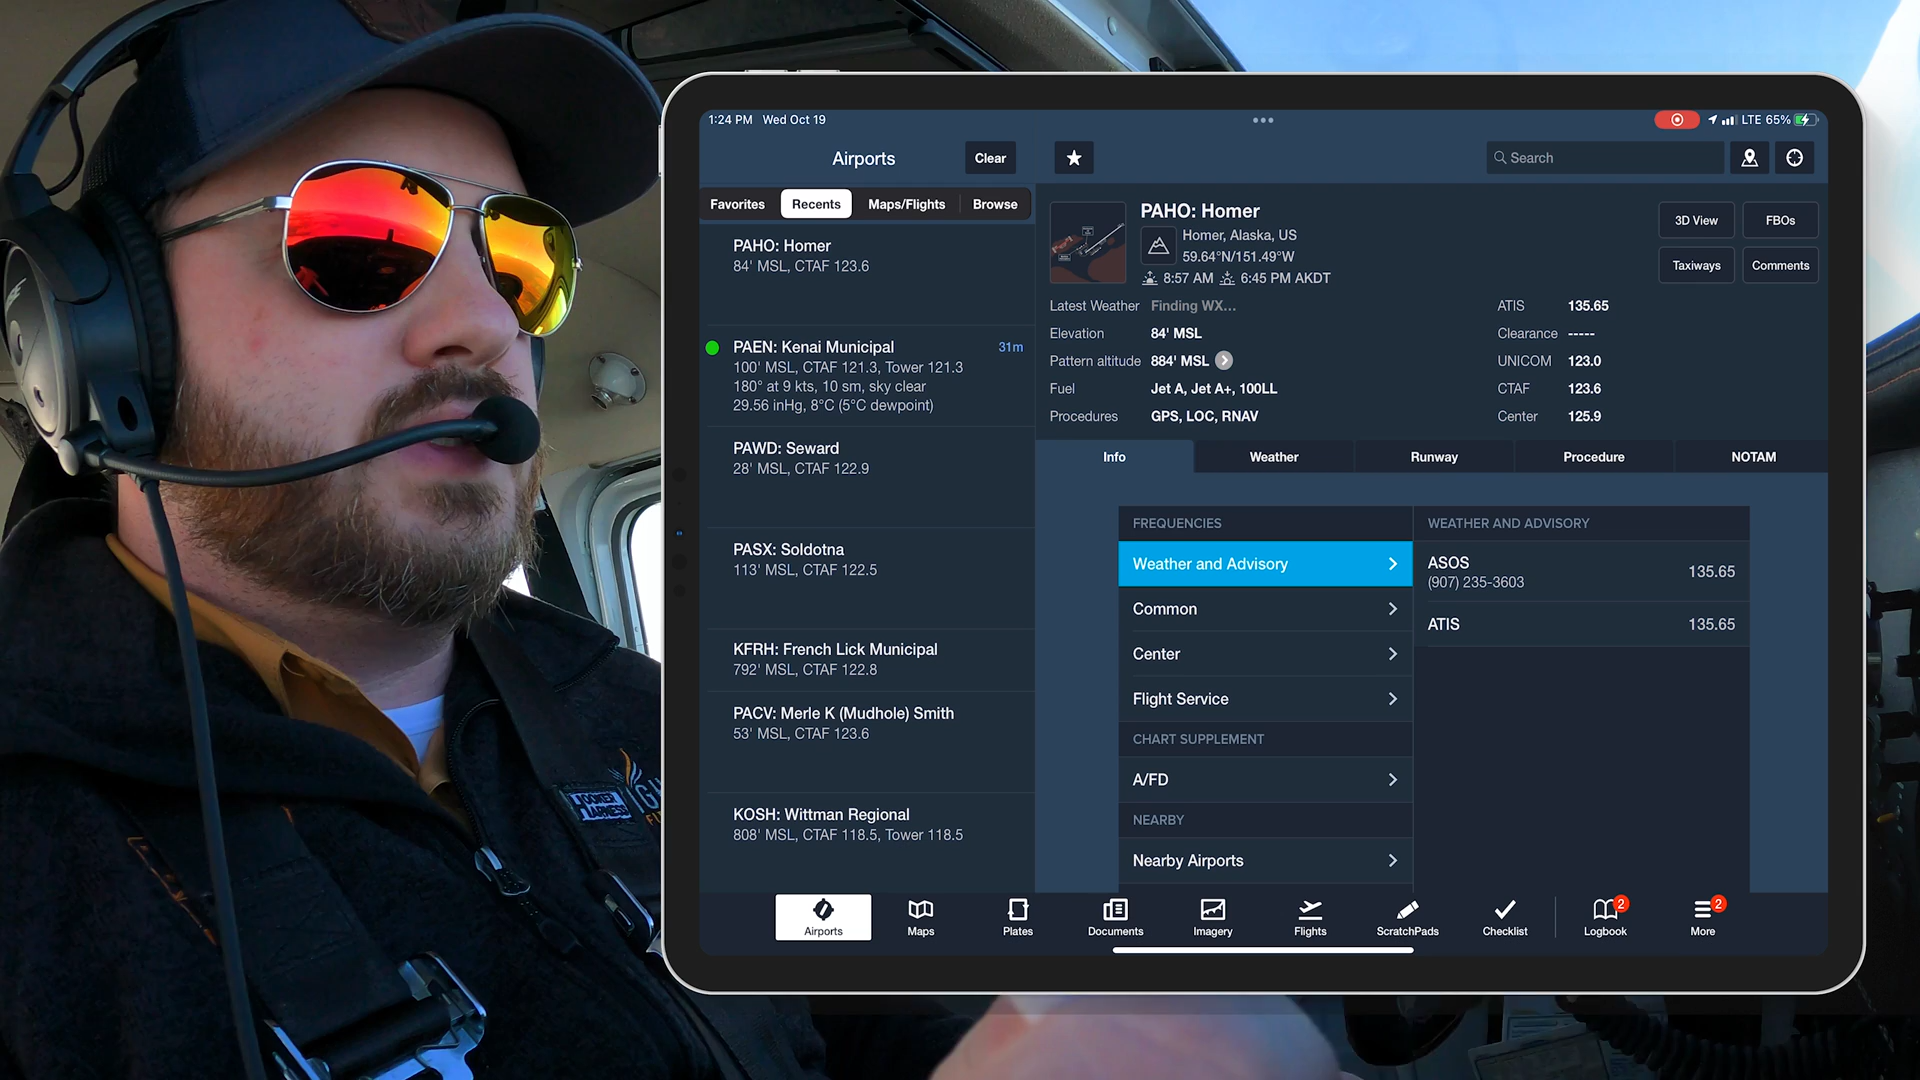 1:24 PM Wed Oct 19
LTE 65%
Airports
Clear
Search
Favorites
Recents
Maps/Flights
Browse
PAHO: Homer
84' MSL, CTAF 123.6
PAEN: Kenai Municipal
31m
100' MSL, CTAF 121.3, Tower 121.3
180° at 9 kts, 10 sm, sky clear
29.56 inHg, 8°C (5°C dewpoint)
PAWD: Seward
28' MSL, CTAF 122.9
PASX: Soldotna
113' MSL, CTAF 122.5
KFRH: French Lick Municipal
792' MSL, CTAF 122.8
PACV: Merle K (Mudhole) Smith
53' MSL, CTAF 123.6
KOSH: Wittman Regional
808' MSL, CTAF 118.5, Tower 118.5
PAHO: Homer
Homer, Alaska, US
59.64°N/151.49°W
8:57 AM 6:45 PM AKDT
3D View
FBOs
Taxiways
Comments
Latest Weather Finding WX...
Elevation 84' MSL
Pattern altitude 884' MSL
Fuel Jet A, Jet A+, 100LL
Procedures GPS, LOC, RNAV
ATIS 135.65
Clearance -----
UNICOM 123.0
CTAF 123.6
Center 125.9
Info
Weather
Runway
Procedure
NOTAM
FREQUENCIES
Weather and Advisory
Common
Center
Flight Service
CHART SUPPLEMENT
A/FD
NEARBY
Nearby Airports
WEATHER AND ADVISORY
ASOS
(907) 235-3603
135.65
ATIS 135.65
Airports
Maps
Plates
Documents
Imagery
Flights
ScratchPads
Checklist
2
Logbook
2
More
HOOKER
HARNESS